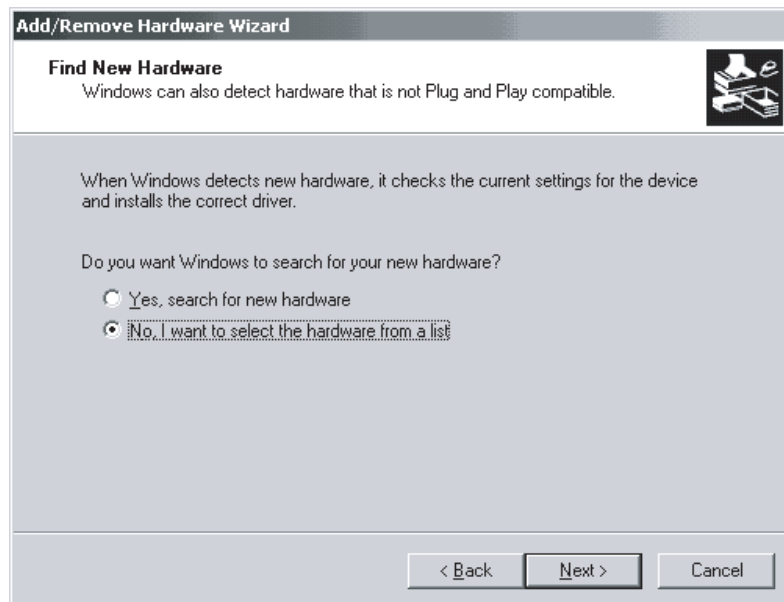 Add/Remove Hardware Wizard
Find New Hardware
Windows can also detect hardware that is not Plug and Play compatible.
When Windows detects new hardware, it checks the current settings for the device
and installs the correct driver.
Do you want Windows to search for your new hardware?
Yes, search for new hardware
No, I want to select the hardware from a list
< Back Next > Cancel